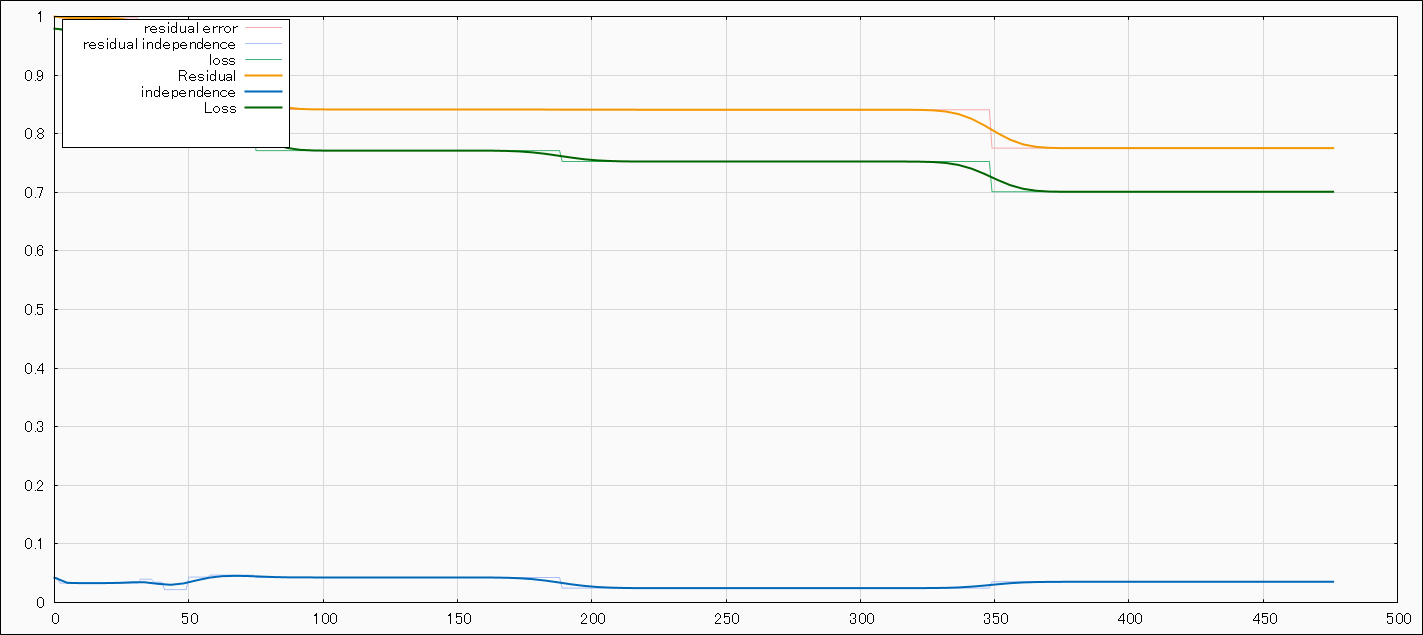 1
0.9
0.8
0.7
0.6
0.5
0.4
0.3
0.2
0.1
0
residual error
residual independence
loss
Residual
independence
Loss
0 50 100 150 200 250 300 350 400 450 500